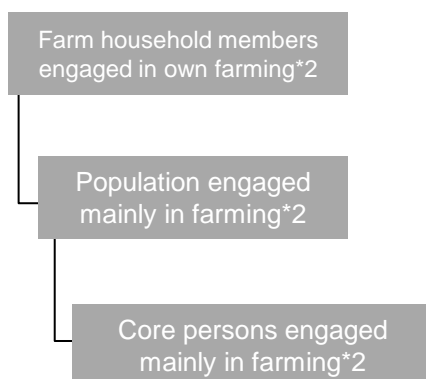 Farm household members
engaged in own farming*2
Population engaged
mainly in farming*2
Core persons engaged
mainly in farming*2